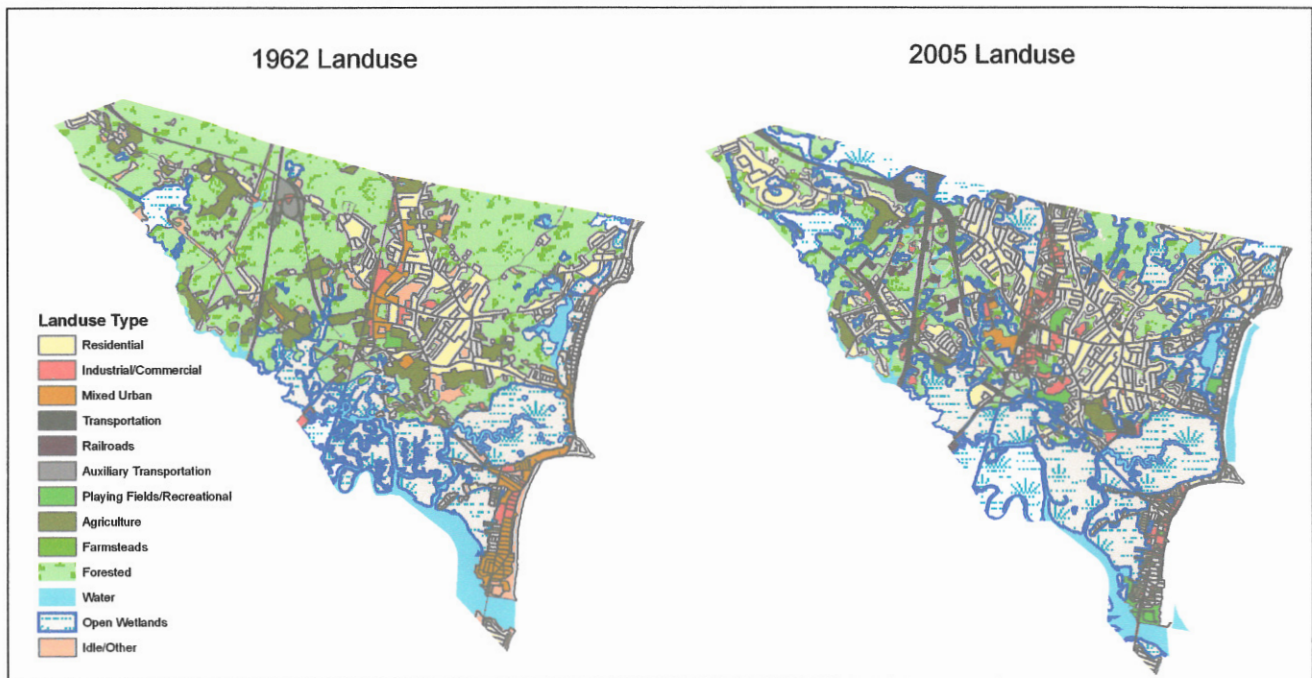 1962 Landuse
2005 Landuse
Landuse Type
Residential
Industrial/Commercial
Mixed Urban
Transportation
Railroads
Auxiliary Transportation
Playing Fields/Recreational
Agriculture
Farmsteads
Forested
Water
Open Wetlands
Idle/Other